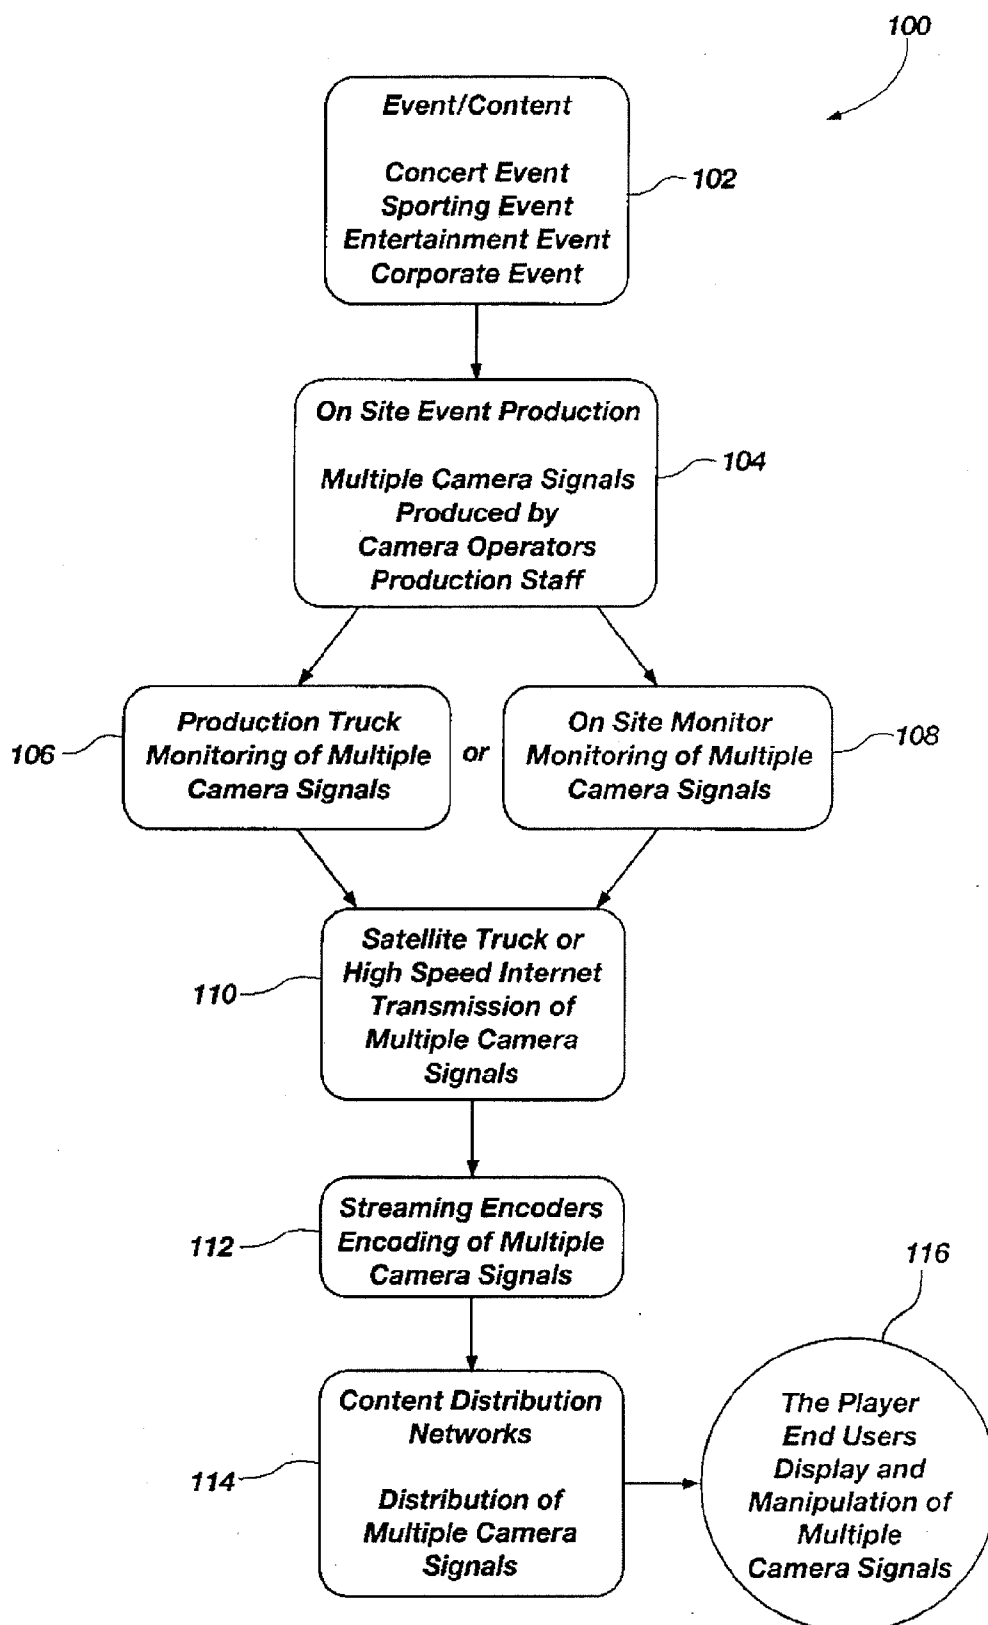 100
Event/Content
Concert Event
Sporting Event
Entertainment Event
Corporate Event
102
On Site Event Production
Multiple Camera Signals
Produced by
Camera Operators
Production Staff
104
Production Truck
Monitoring of Multiple
Camera Signals
106
or
On Site Monitor
Monitoring of Multiple
Camera Signals
108
Satellite Truck or
High Speed Internet
Transmission of
Multiple Camera
Signals
110
Streaming Encoders
Encoding of Multiple
Camera Signals
112
Content Distribution
Networks
Distribution of
Multiple Camera
Signals
114
116
The Player
End Users
Display and
Manipulation of
Multiple
Camera Signals